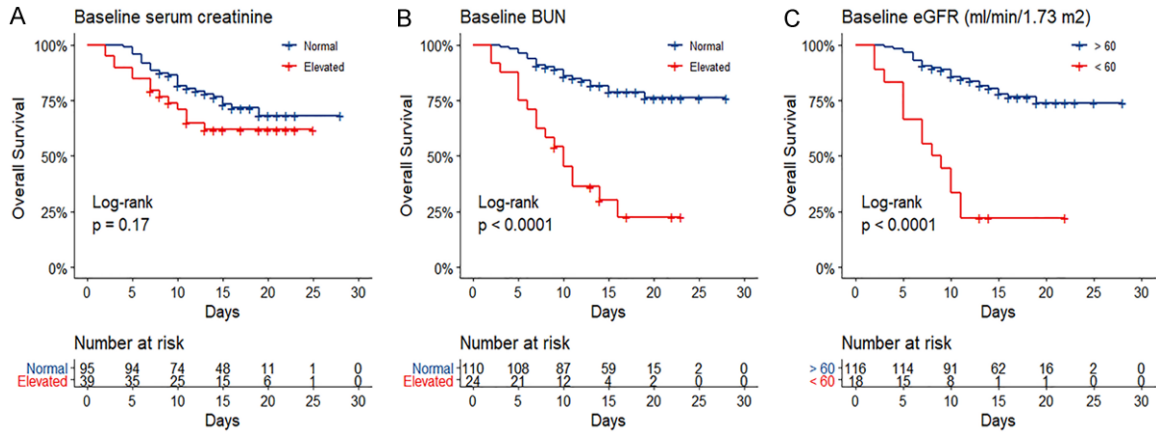 A
Baseline serum creatinine
100%
75%
50%
25%
0%
Overall Survival
Normal
Elevated
Log-rank
p = 0.17
0 5 10 15 20 25 30
Days
Number at risk
Normal 95 94 74 48 11 1 0
Elevated 39 35 25 15 6 1 0
0 5 10 15 20 25 30
Days
B
Baseline BUN
100%
75%
50%
25%
0%
Overall Survival
Normal
Elevated
Log-rank
p < 0.0001
0 5 10 15 20 25 30
Days
Number at risk
Normal 110 108 87 59 15 2 0
Elevated 24 21 12 4 2 0 0
0 5 10 15 20 25 30
Days
C
Baseline eGFR (ml/min/1.73 m2)
100%
75%
50%
25%
0%
Overall Survival
> 60
< 60
Log-rank
p < 0.0001
0 5 10 15 20 25 30
Days
Number at risk
> 60 116 114 91 62 16 2 0
< 60 18 15 8 1 1 0 0
0 5 10 15 20 25 30
Days